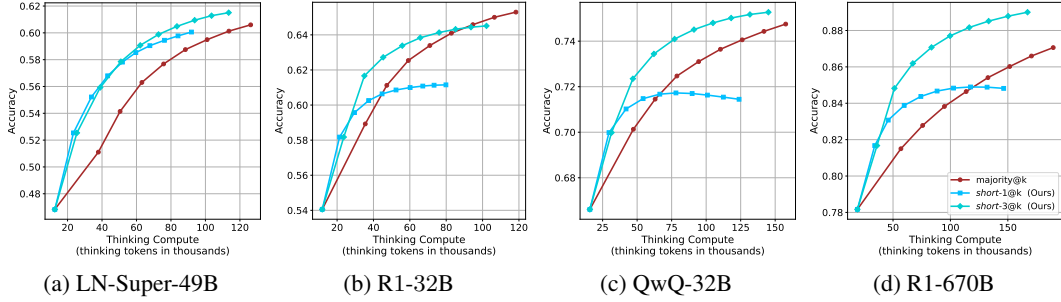 0.62
0.60
0.58
0.56
0.54
0.52
0.50
0.48
Accuracy
20
40
60
80
100
120
Thinking Compute
(thinking tokens in thousands)
(a) LN-Super-49B
0.66
0.64
0.62
0.60
0.58
0.56
0.54
Accuracy
20
40
60
80
100
120
Thinking Compute
(thinking tokens in thousands)
(b) R1-32B
0.74
0.72
0.70
0.68
Accuracy
25
50
75
100
125
150
Thinking Compute
(thinking tokens in thousands)
(c) QwQ-32B
0.88
0.86
0.84
0.82
0.80
0.78
Accuracy
50
100
150
Thinking Compute
(thinking tokens in thousands)
majority@k
short-1@k (Ours)
short-3@k (Ours)
(d) R1-670B